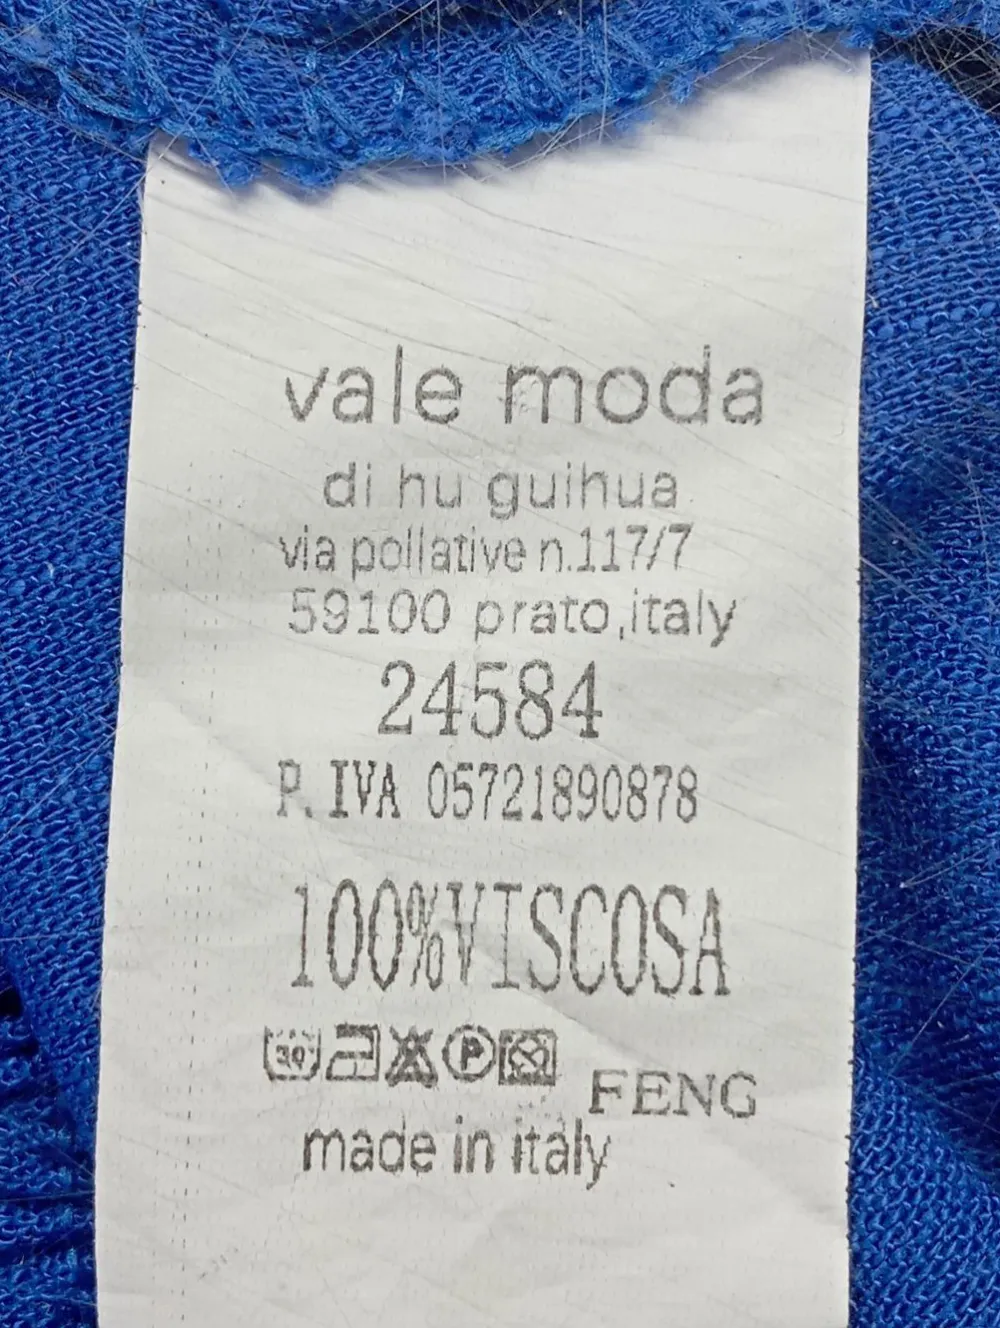 vale moda
di hu guihua
via pollative n.117/7
59100 prato,italy
24584
P.IVA 05721890878
100%VISCOSA
30 P
FENG
made in italy